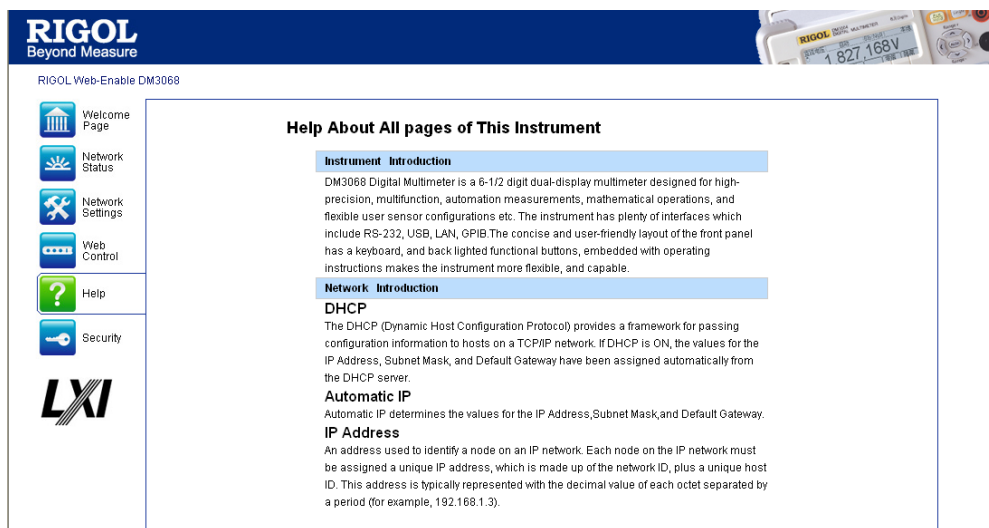 RIGOL
Beyond Measure
RIGOL
1.827,168V
RIGOL Web-Enable DM3068
Welcome
Page
Network
Status
Network
Settings
Web
Control
Help
Security
LXI
Help About All pages of This Instrument
Instrument Introduction
DM3068 Digital Multimeter is a 6-1/2 digit dual-display multimeter designed for high-
precision, multifunction, automation measurements, mathematical operations, and
flexible user sensor configurations etc. The instrument has plenty of interfaces which
include RS-232, USB, LAN, GPIB.The concise and user-friendly layout of the front panel
has a keyboard, and back lighted functional buttons, embedded with operating
instructions makes the instrument more flexible, and capable.
Network Introduction
DHCP
The DHCP (Dynamic Host Configuration Protocol) provides a framework for passing
configuration information to hosts on a TCP/IP network. If DHCP is ON, the values for the
IP Address, Subnet Mask, and Default Gateway have been assigned automatically from
the DHCP server.
Automatic IP
Automatic IP determines the values for the IP Address,Subnet Mask,and Default Gateway.
IP Address
An address used to identify a node on an IP network. Each node on the IP network must
be assigned a unique IP address, which is made up of the network ID, plus a unique host
ID. This address is typically represented with the decimal value of each octet separated by
a period (for example, 192.168.1.3).